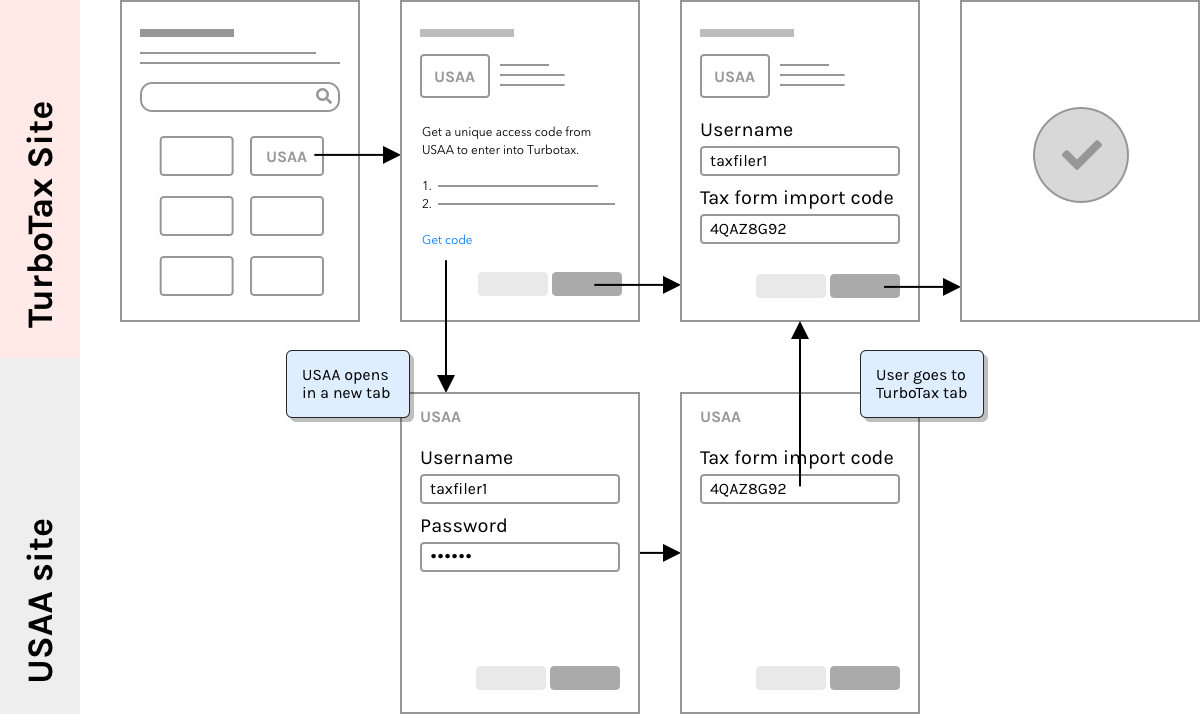 TurboTax Site
USAA
USAA
Get a unique access code from
USAA to enter into Turbotax.
1.
2.
Get code
USAA
Username
taxfiler1
Tax form import code
4QAZ8G92
USAA opens
in a new tab
User goes to
TurboTax tab
USAA site
USAA
Username
taxfiler1
Password
••••••
USAA
Tax form import code
4QAZ8G92